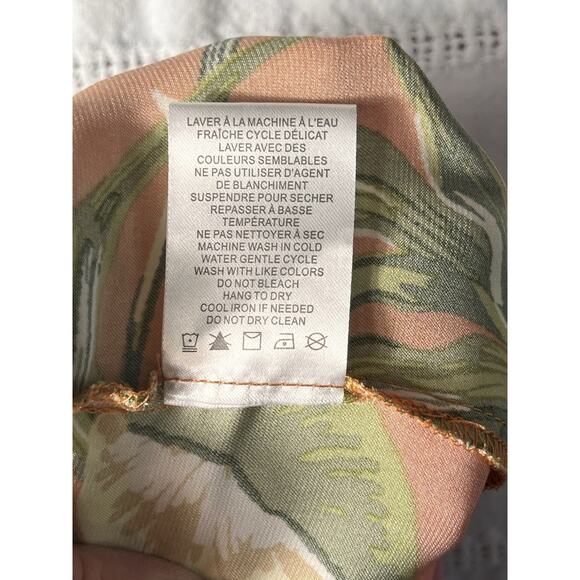 LAVER À LA MACHINE À L'EAU
FRAÎCHE CYCLE DÉLICAT
LAVER AVEC DES
COULEURS SEMBLABLES
NE PAS UTILISER D'AGENT
DE BLANCHIMENT
SUSPENDRE POUR SECHER
REPASSER À BASSE
TEMPÉRATURE
NE PAS NETTOYER À SEC
MACHINE WASH IN COLD
WATER GENTLE CYCLE
WASH WITH LIKE COLORS
DO NOT BLEACH
HANG TO DRY
COOL IRON IF NEEDED
DO NOT DRY CLEAN